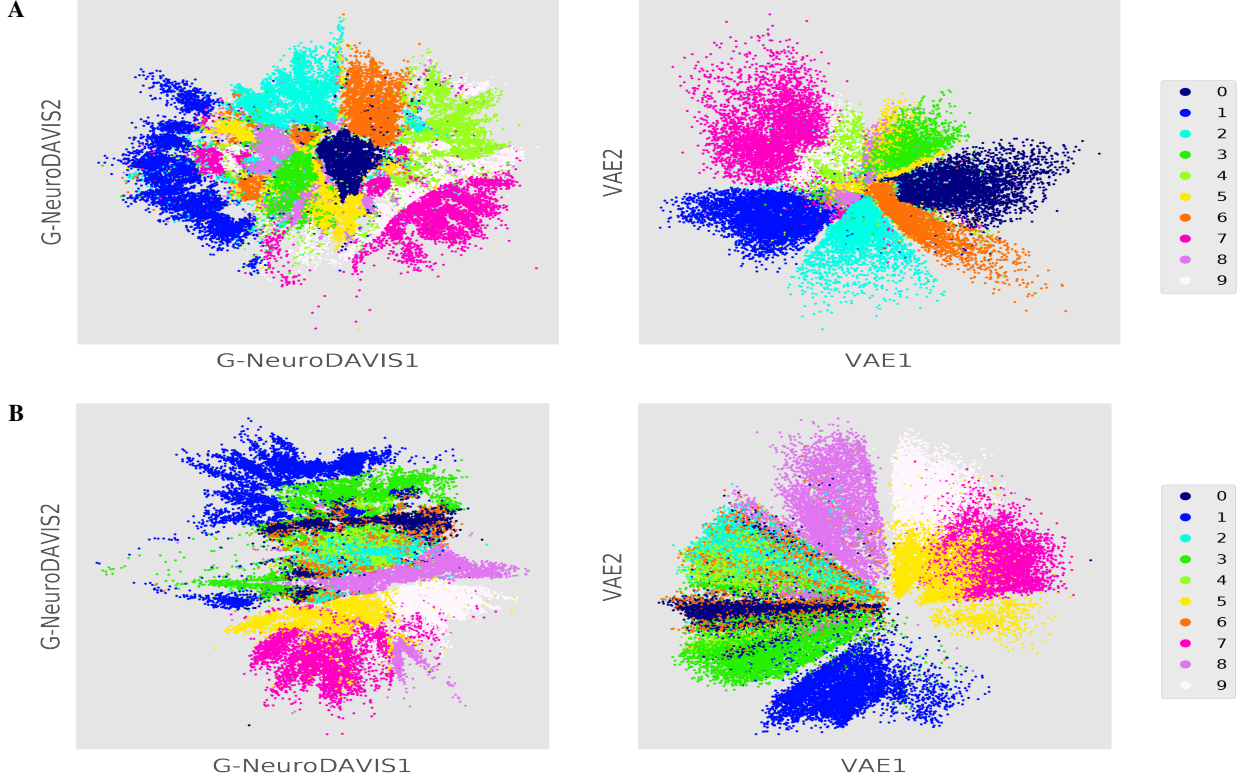 A
G-NeuroDAVIS2
G-NeuroDAVIS1
VAE2
VAE1
0
1
2
3
4
5
6
7
8
9
B
G-NeuroDAVIS2
G-NeuroDAVIS1
VAE2
VAE1
0
1
2
3
4
5
6
7
8
9